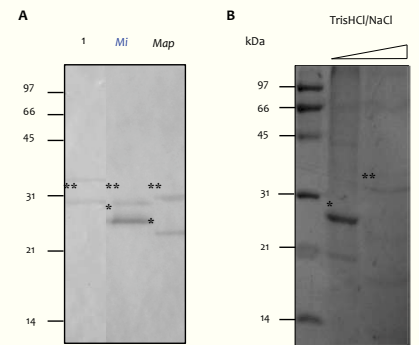 A
B
TrisHCl/NaCl
1 Mi Map
kDa
97
66
45
31
21
14
97
66
45
31
21
14
** ** **
* *
**
*